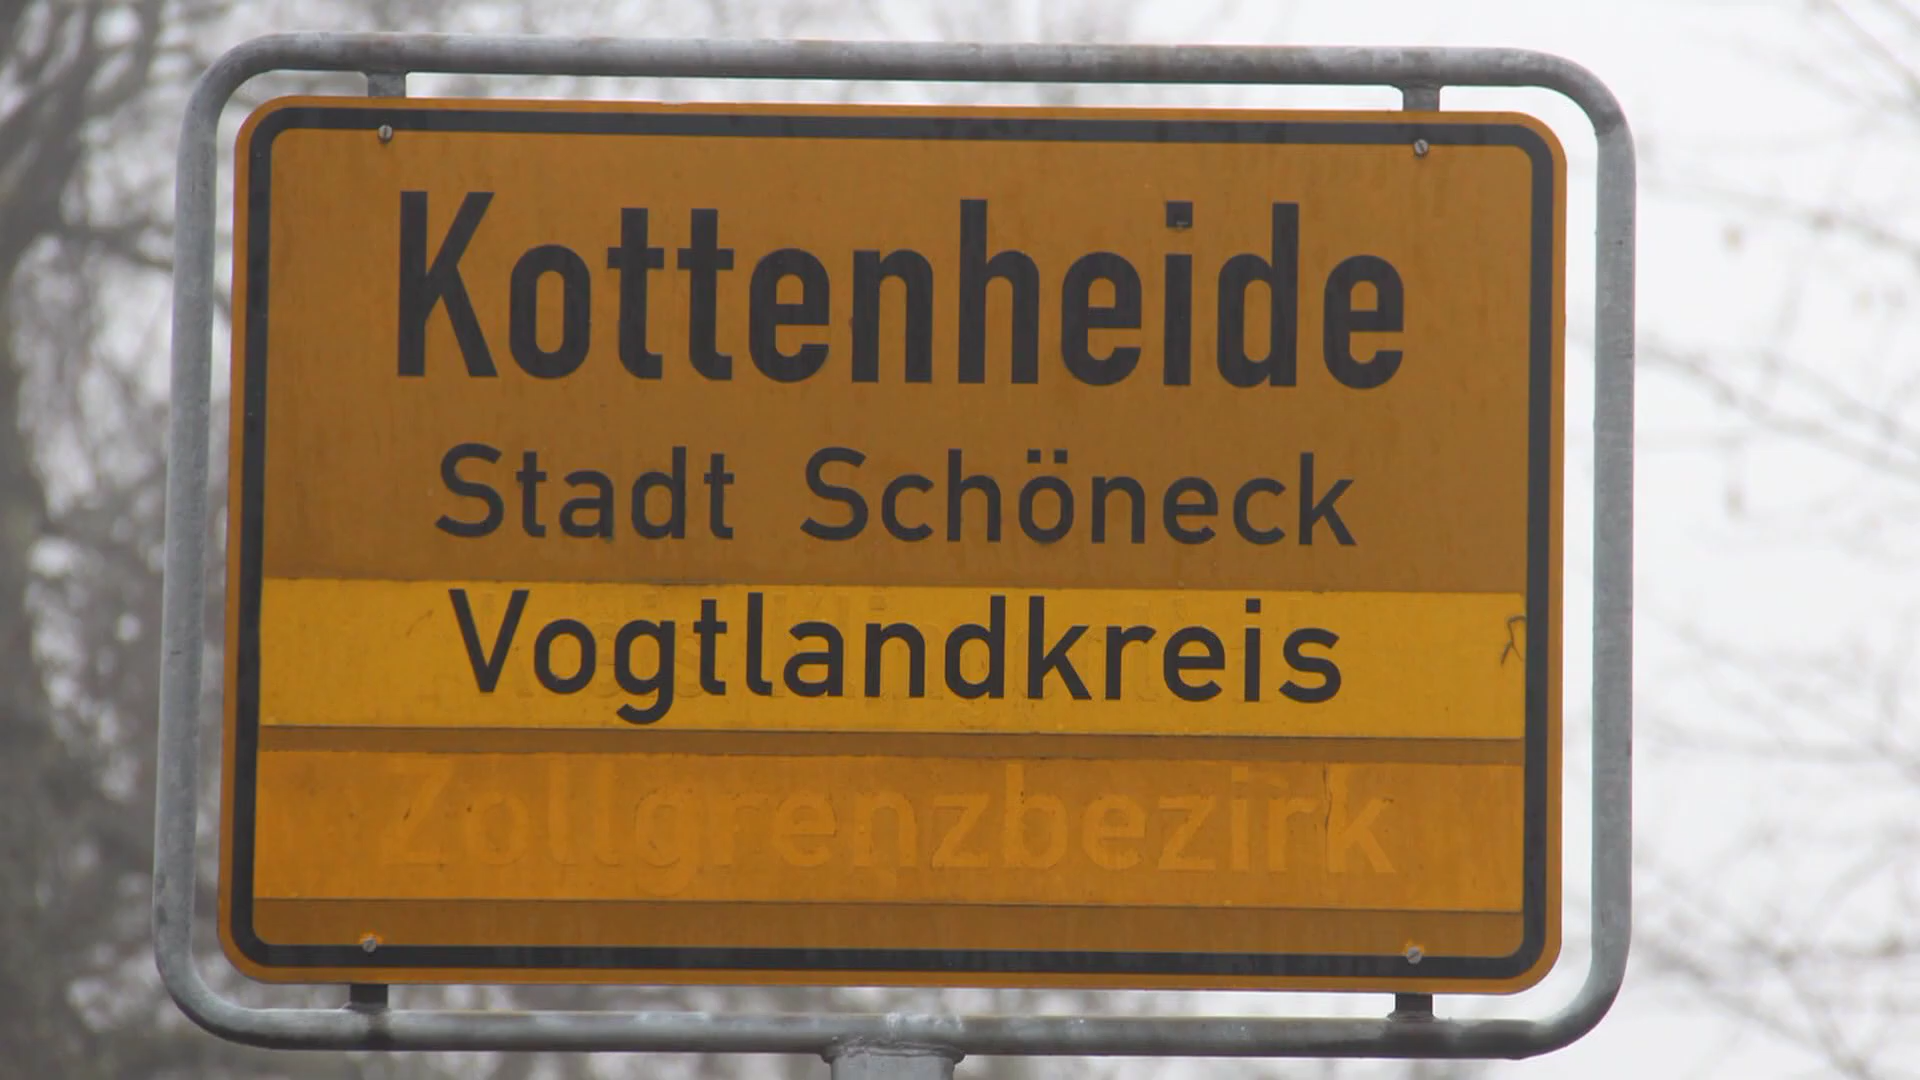 Kottenheide
Stadt Schöneck
Vogtlandkreis
Zollgrenzbezirk